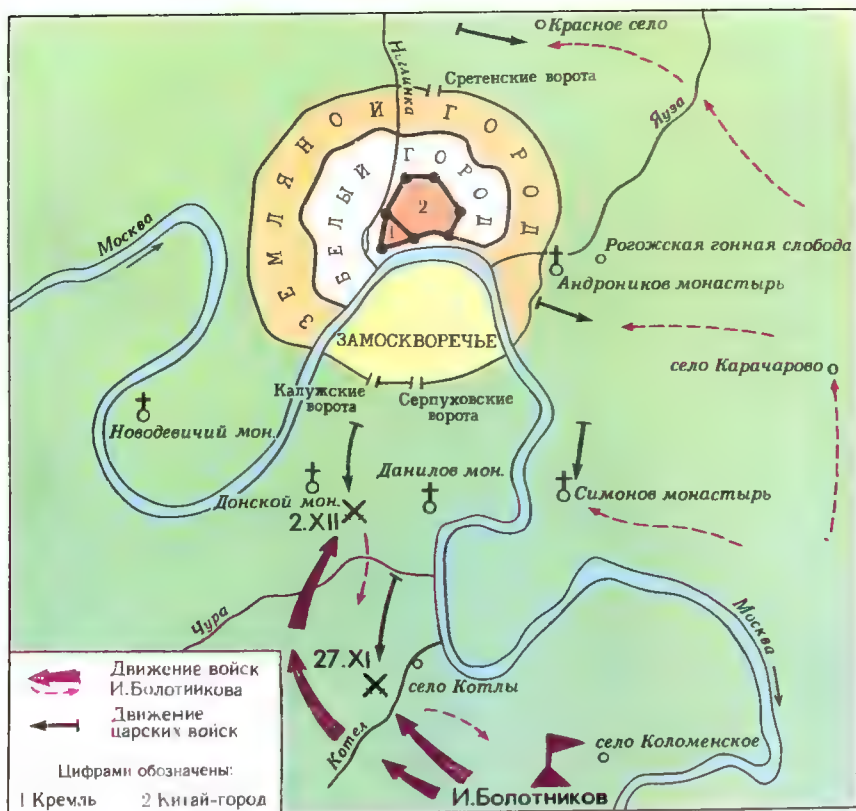 Красное село
Неглинка
Сретенские ворота
Яуза
ЗЕМЛЯНОЙ ГОРОД
БЕЛЫЙ ГОРОД
2
1
Москва
Рогожская гонная слобода
Андроников монастырь
ЗАМОСКВОРЕЧЬЕ
село Карачарово
Калужские
ворота
Серпуховские
ворота
Новодевичий мон.
Донской мон.
Данилов мон.
Симонов монастырь
2.XII
Чура
Москва
27.XI
село Котлы
Котел
село Коломенское
И.Болотников
Движение войск
И.Болотникова
Движение
царских войск
Цифрами обозначены:
1 Кремль 2 Китай-город